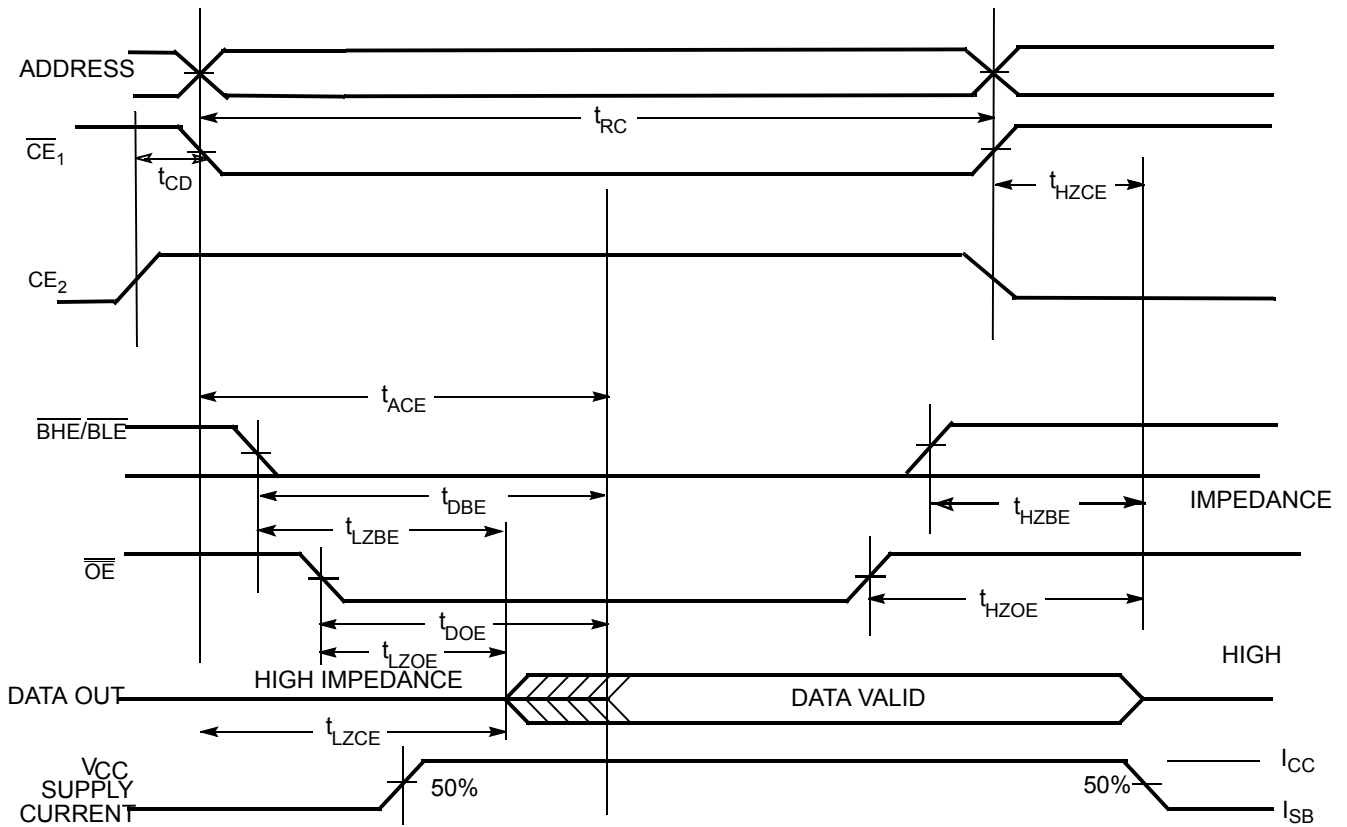 ADDRESS
tRC
CE1
tCD
tHZCE
CE2
tACE
BHE/BLE
tDBE
tHZBE
IMPEDANCE
tLZBE
OE
tHZOE
tDOE
tLZOE
HIGH
HIGH IMPEDANCE
DATA OUT
DATA VALID
tLZCE
VCC
SUPPLY
CURRENT
50%
50%
ICC
ISB